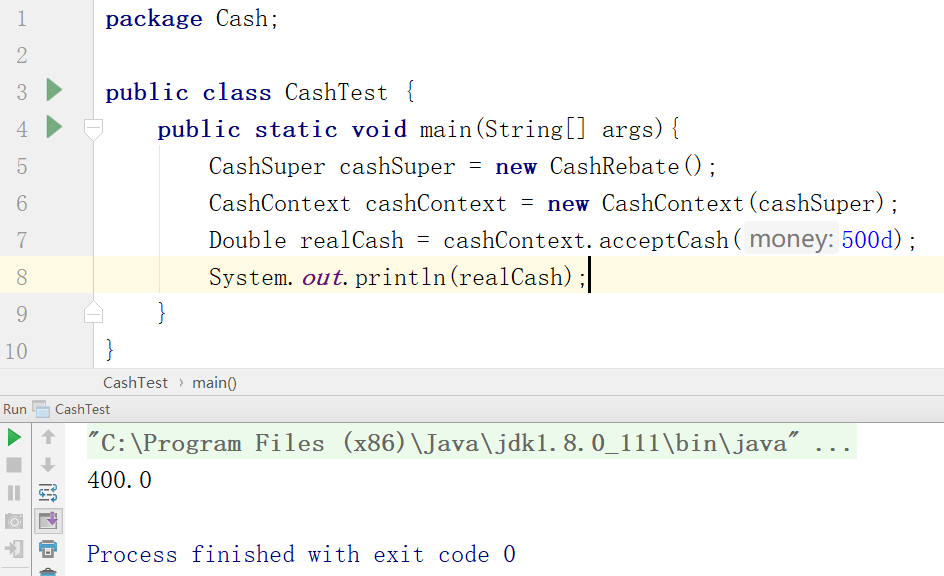 1 package Cash;
2
3 public class CashTest {
4 public static void main(String[] args){
5 CashSuper cashSuper = new CashRebate();
6 CashContext cashContext = new CashContext(cashSuper);
7 Double realCash = cashContext.acceptCash( money: 500d);
8 System.out.println(realCash);
9 }
10 }
CashTest › main()
Run CashTest
"C:\Program Files (x86)\Java\jdk1.8.0_111\bin\java" ...
400.0
Process finished with exit code 0